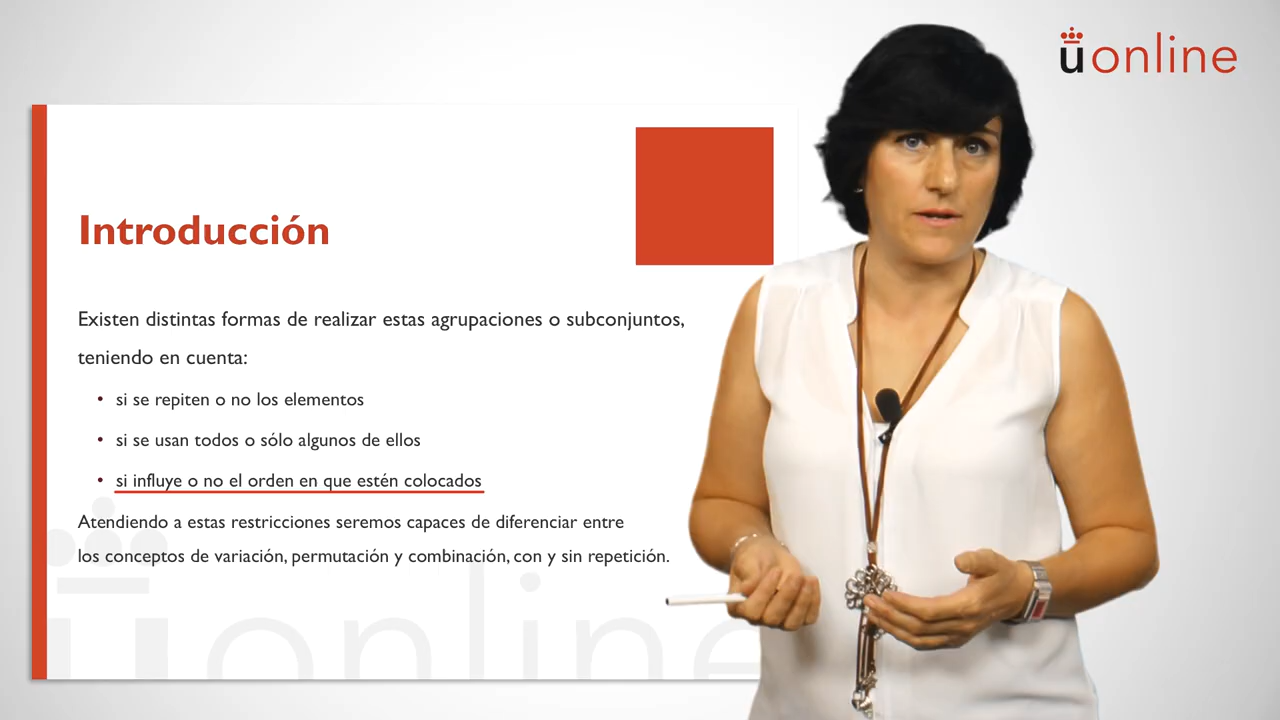 uonline
Introducción
Existen distintas formas de realizar estas agrupaciones o subconjuntos,
teniendo en cuenta:
• si se repiten o no los elementos
• si se usan todos o sólo algunos de ellos
• si influye o no el orden en que estén colocados
Atendiendo a estas restricciones seremos capaces de diferenciar entre
los conceptos de variación, permutación y combinación, con y sin repetición.
uonline